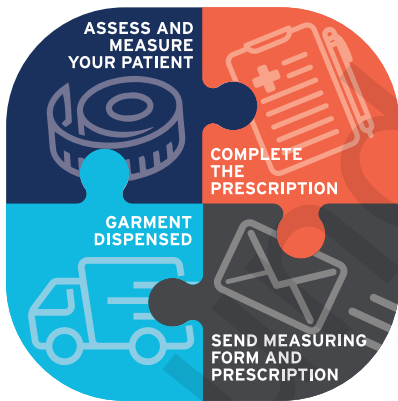 ASSESS AND
MEASURE
YOUR PATIENT
COMPLETE
THE
PRESCRIPTION
GARMENT
DISPENSED
SEND MEASURING
FORM AND
PRESCRIPTION